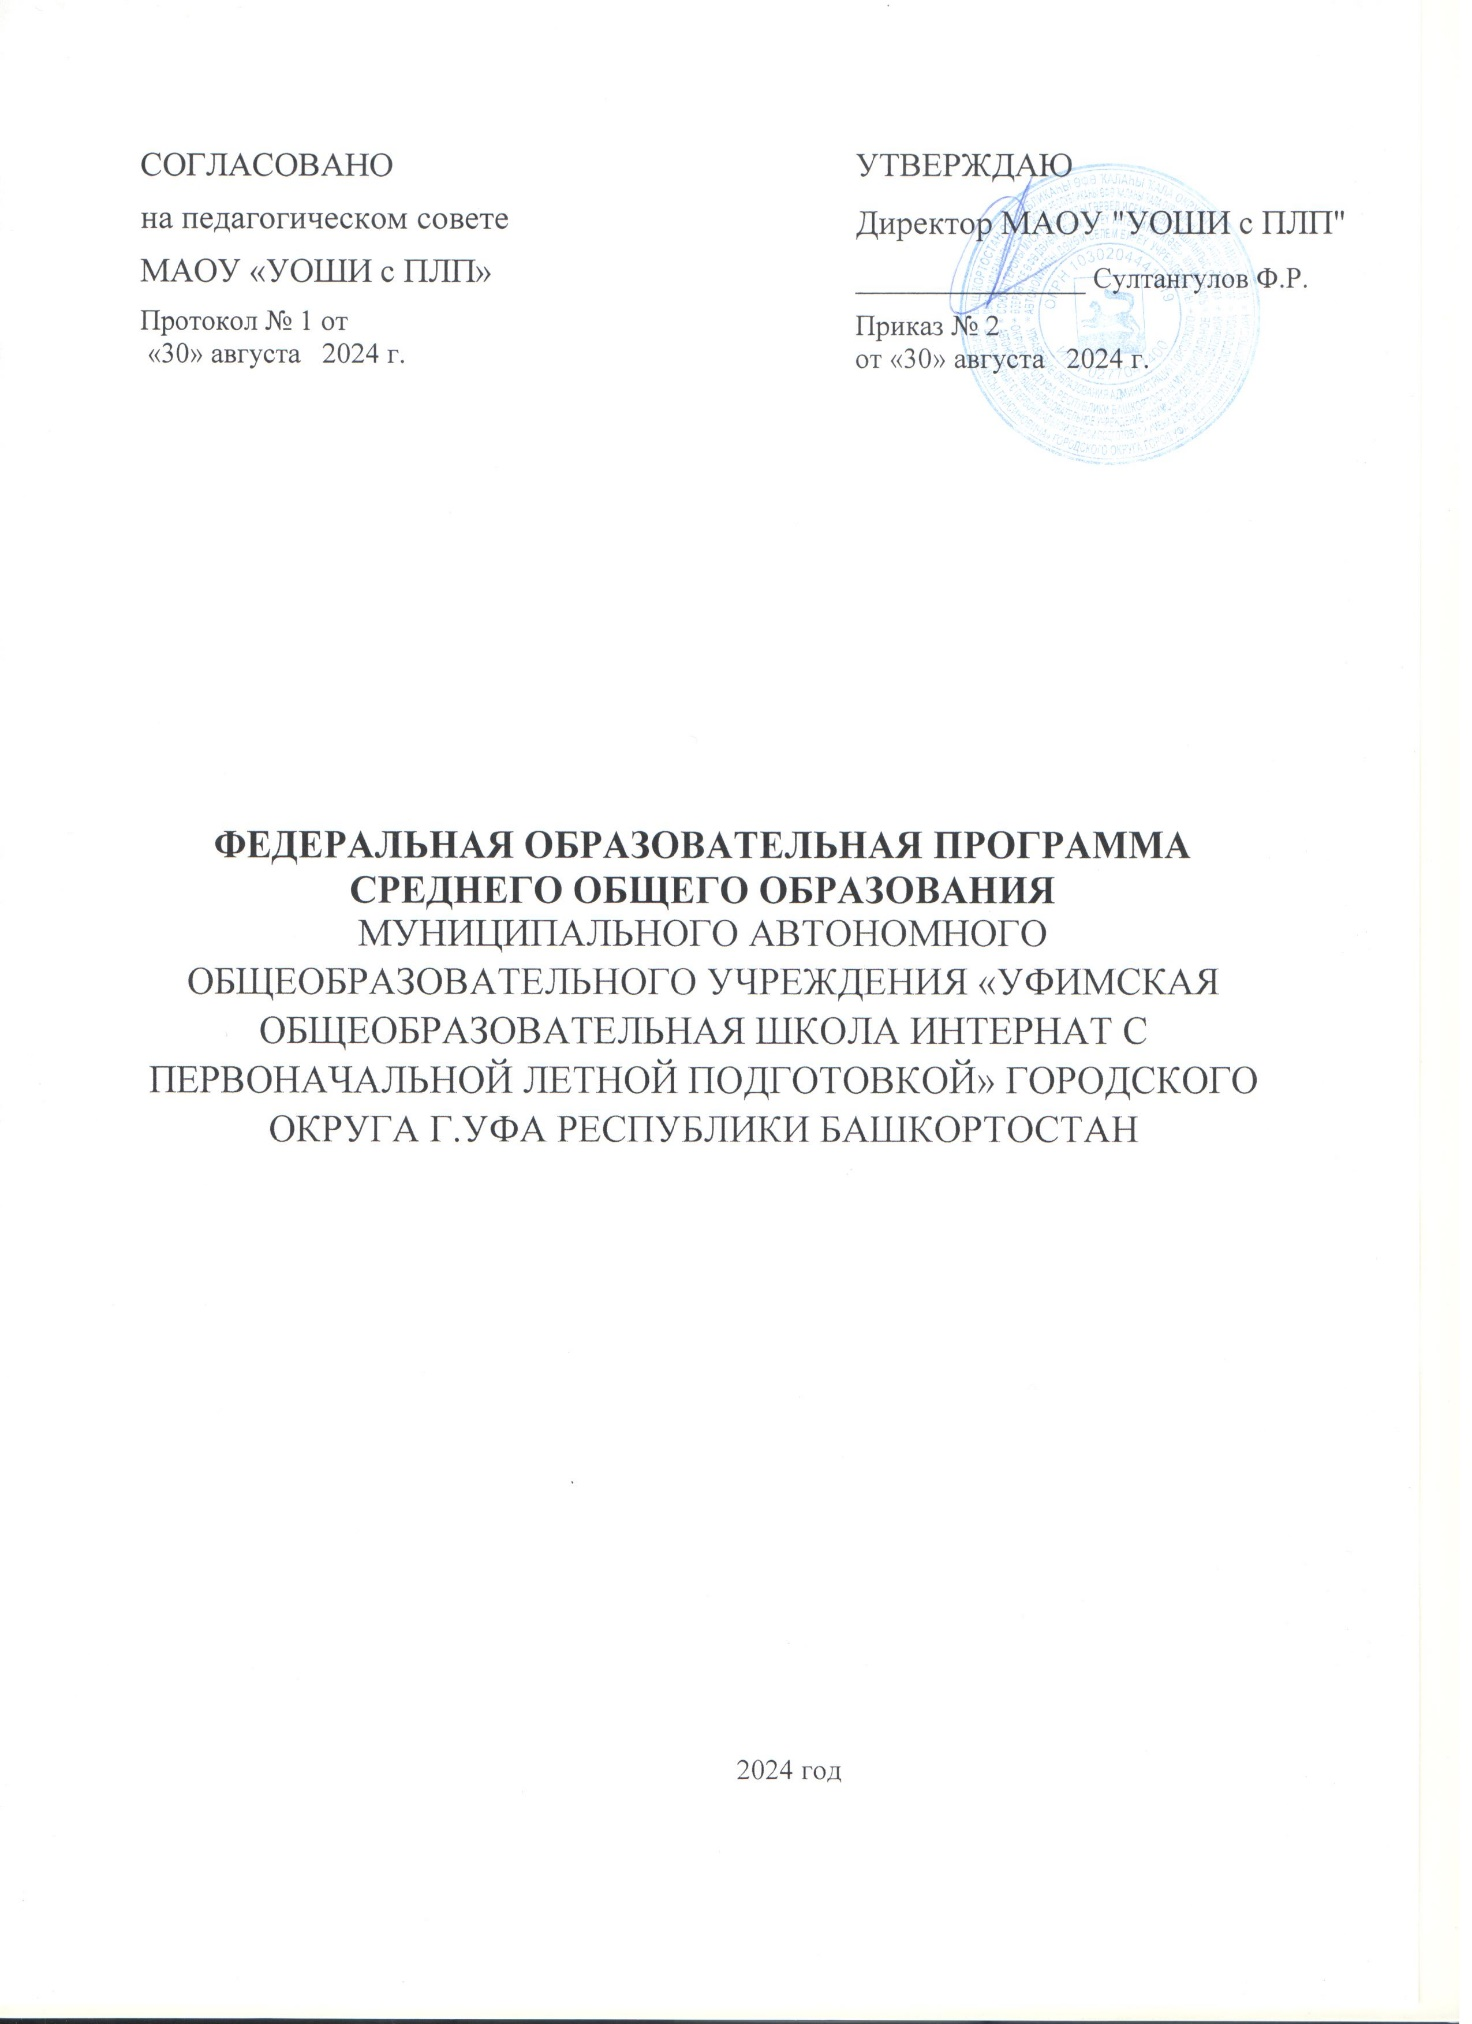 СОГЛАСОВАНО
на педагогическом совете
МАОУ «УОШИ с ПЛП»
Протокол № 1 от
«30» августа 2024 г.
УТВЕРЖДАЮ
Директор МАОУ "УОШИ с ПЛП"
________________ Султангулов Ф.Р.
Приказ № 2
от «30» августа 2024 г.
ФЕДЕРАЛЬНАЯ ОБРАЗОВАТЕЛЬНАЯ ПРОГРАММА
СРЕДНЕГО ОБЩЕГО ОБРАЗОВАНИЯ
МУНИЦИПАЛЬНОГО АВТОНОМНОГО
ОБЩЕОБРАЗОВАТЕЛЬНОГО УЧРЕЖДЕНИЯ «УФИМСКАЯ
ОБЩЕОБРАЗОВАТЕЛЬНАЯ ШКОЛА ИНТЕРНАТ С
ПЕРВОНАЧАЛЬНОЙ ЛЕТНОЙ ПОДГОТОВКОЙ» ГОРОДСКОГО
ОКРУГА Г.УФА РЕСПУБЛИКИ БАШКОРТОСТАН
2024 год